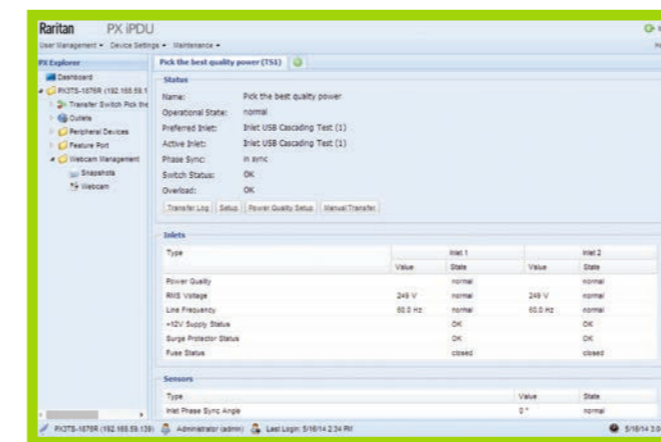 Raritan PX iPDU
User Management Device Settings Maintenance
PX Explorer
Pick the best quality power (TS1)
Dashboard
PX3TS-1876R (192.168.59.1
Transfer Switch Pick the
Outlets
Peripheral Devices
Feature Port
Webcam Management
Snapshots
Webcam
Status
Name: Pick the best quality power
Operational State: normal
Preferred Inlet: Inlet USB Cascading Test (1)
Active Inlet: Inlet USB Cascading Test (1)
Phase Sync: in sync
Switch Status: OK
Overload: OK
Transfer Log Setup Power Quality Setup Manual Transfer
Inlets
Type Inlet 1 Inlet 2
Value State Value State
Power Quality normal normal
RMS Voltage 249 V normal 249 V normal
Line Frequency 60.0 Hz normal 60.0 Hz normal
+12V Supply Status OK OK
Surge Protector Status OK OK
Fuse Status closed closed
Sensors
Type Value State
Inlet Phase Sync Angle 0 ° normal
PX3TS-1876R (192.168.59.139) Administrator (admin) Last Login: 5/16/14 2:34 PM 5/16/14 3:0